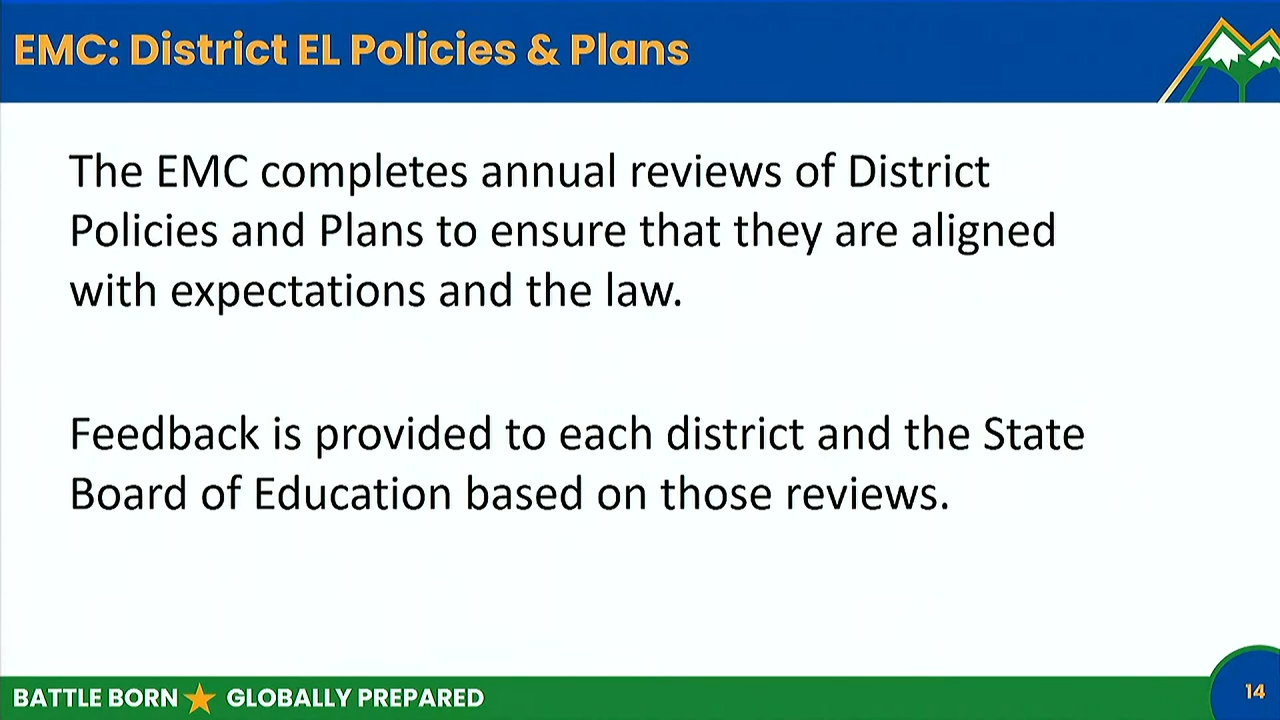 EMC: District EL Policies & Plans
The EMC completes annual reviews of District
Policies and Plans to ensure that they are aligned
with expectations and the law.
Feedback is provided to each district and the State
Board of Education based on those reviews.
BATTLE BORN GLOBALLY PREPARED
14